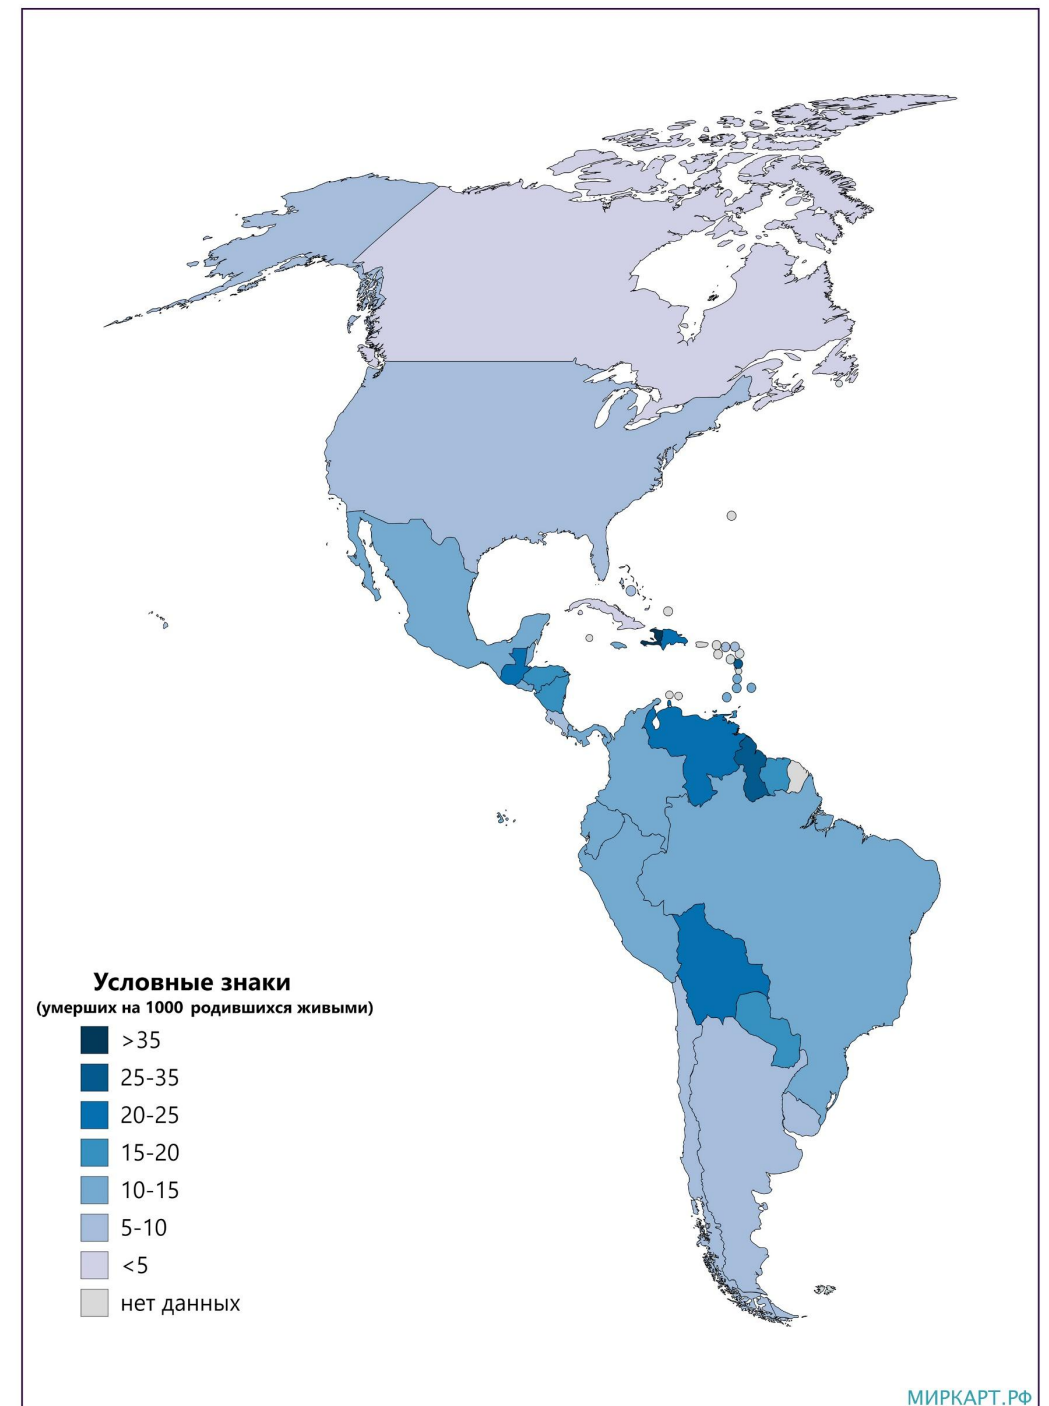 Условные знаки
(умерших на 1000 родившихся живыми)
>35
25-35
20-25
15-20
10-15
5-10
<5
нет данных
МИРКАРТ.РФ